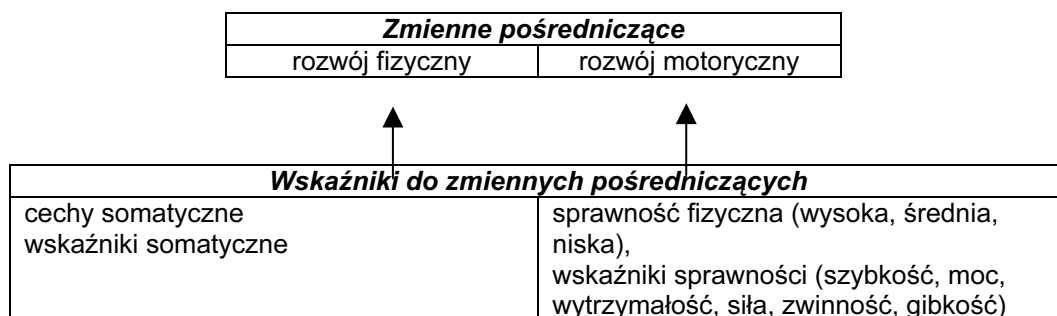 Zmienne pośredniczące
rozwój fizyczny rozwój motoryczny
Wskaźniki do zmiennych pośredniczących
cechy somatyczne
wskaźniki somatyczne
sprawność fizyczna (wysoka, średnia,
niska),
wskaźniki sprawności (szybkość, moc,
wytrzymałość, siła, zwinność, gibkość)